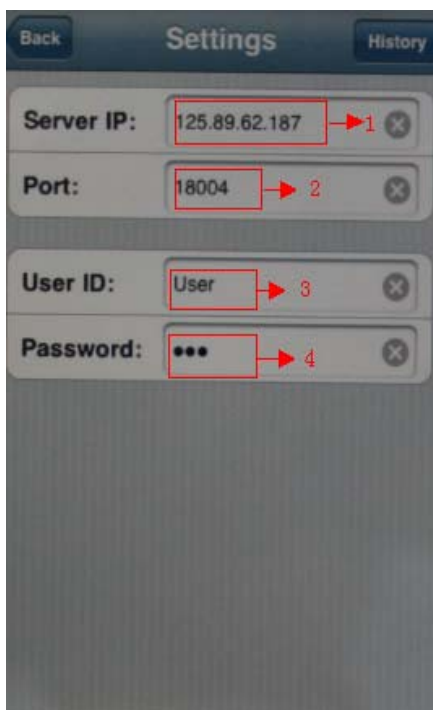 Back Settings History
Server IP: 125.89.62.187 1
Port: 18004 2
User ID: User 3
Password: ••• 4